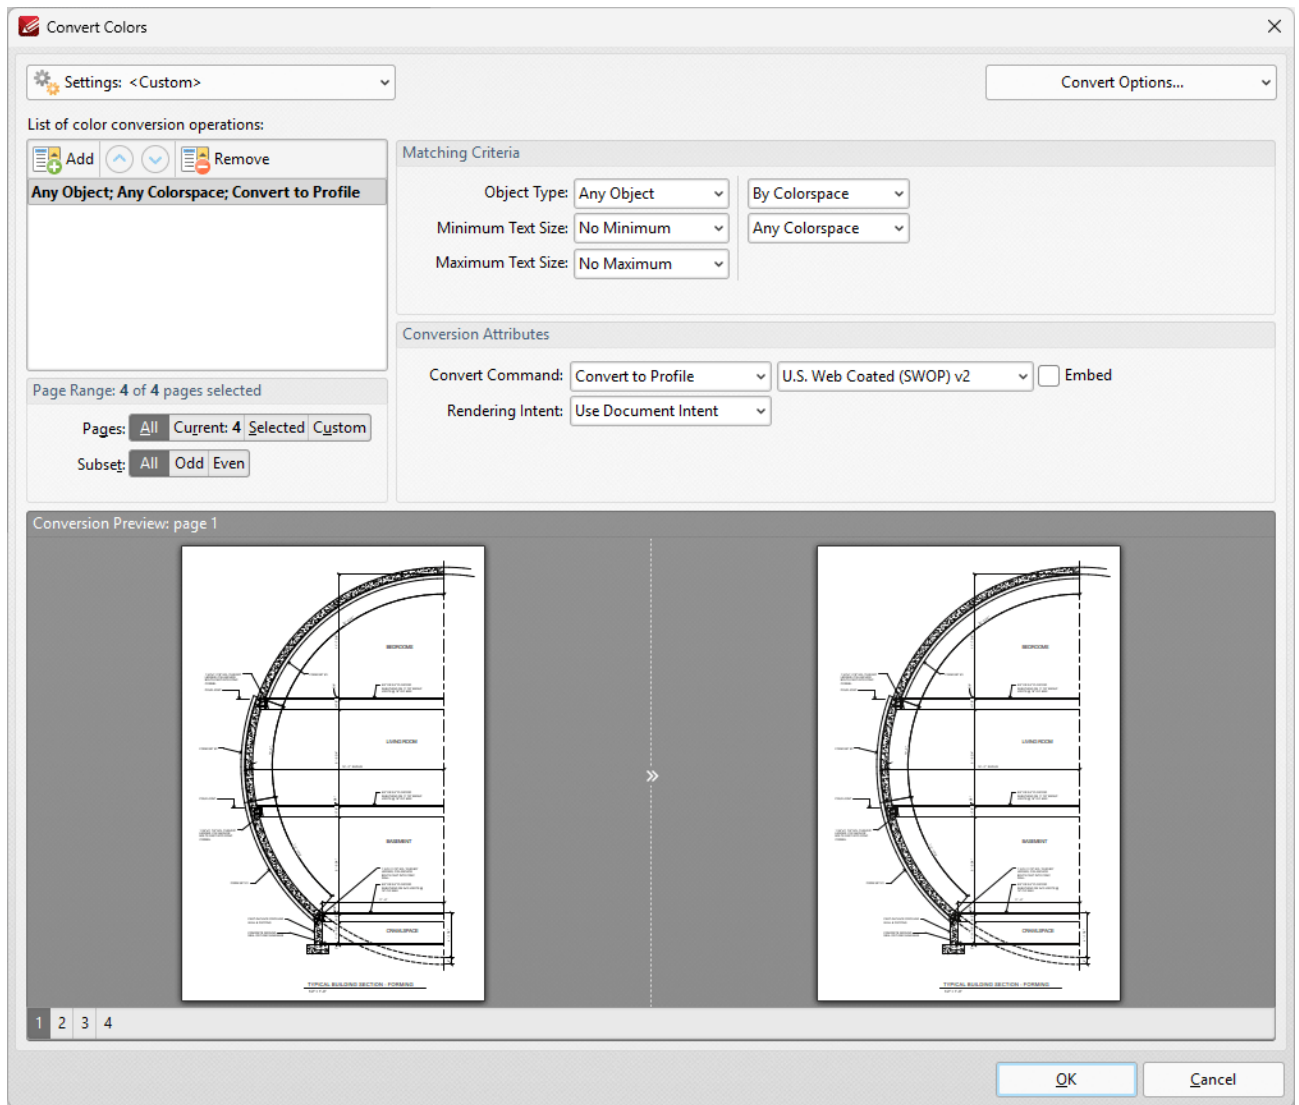 Convert Colors
Settings: <Custom>
Convert Options...
List of color conversion operations:
Add
Remove
Any Object; Any Colorspace; Convert to Profile
Matching Criteria
Object Type: Any Object
By Colorspace
Minimum Text Size: No Minimum
Any Colorspace
Maximum Text Size: No Maximum
Conversion Attributes
Convert Command: Convert to Profile
U.S. Web Coated (SWOP) v2
Embed
Rendering Intent: Use Document Intent
Page Range: 4 of 4 pages selected
Pages: All Current: 4 Selected Custom
Subset: All Odd Even
Conversion Preview: page 1
BEDROOMS
LIVING ROOM
BASEMENT
CRAWLSPACE
TYPICAL BUILDING SECTION - FORMING
BEDROOMS
LIVING ROOM
BASEMENT
CRAWLSPACE
TYPICAL BUILDING SECTION - FORMING
1 2 3 4
OK
Cancel